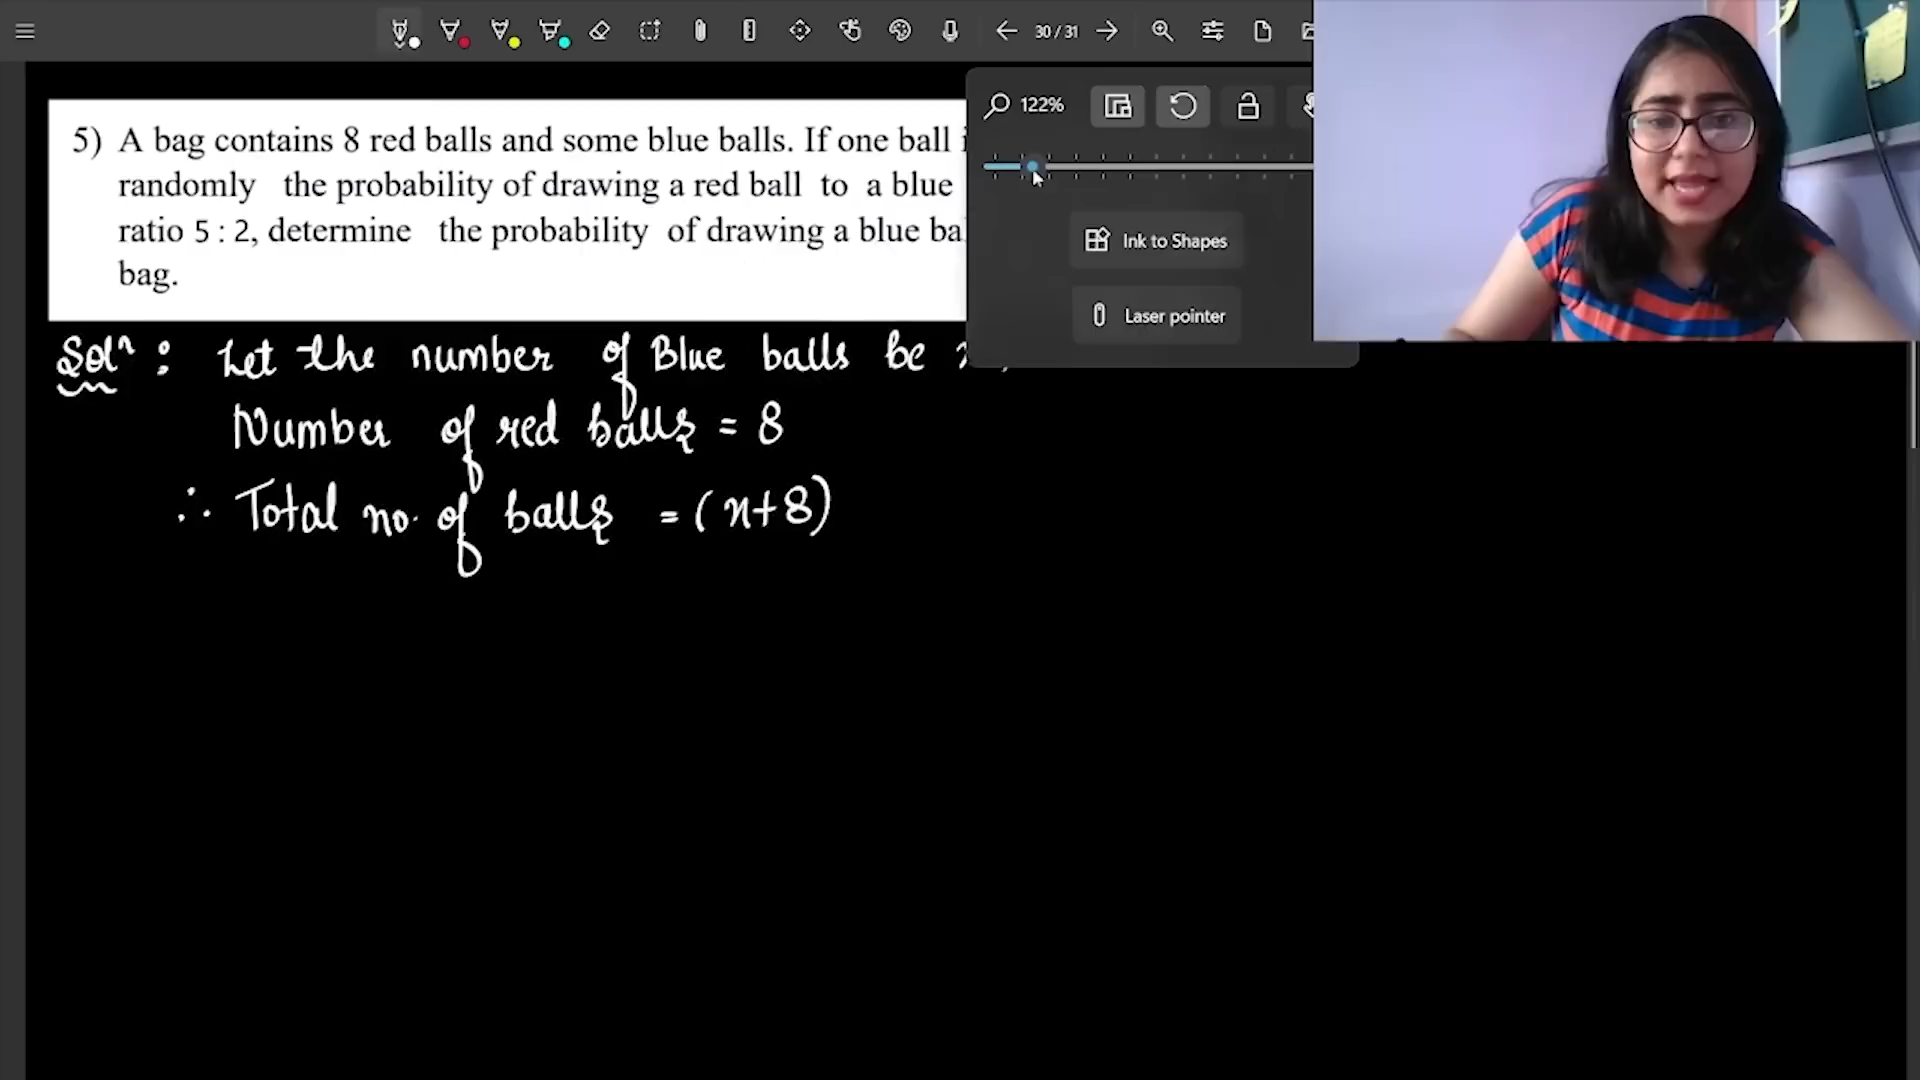 30 / 31
5) A bag contains 8 red balls and some blue balls. If one ball
randomly the probability of drawing a red ball to a blue
ratio 5 : 2, determine the probability of drawing a blue
bag.
122%
Ink to Shapes
Laser pointer
Solⁿ : Let the number of Blue balls be
Number of red balls = 8
∴ Total no. of balls = (x+8)